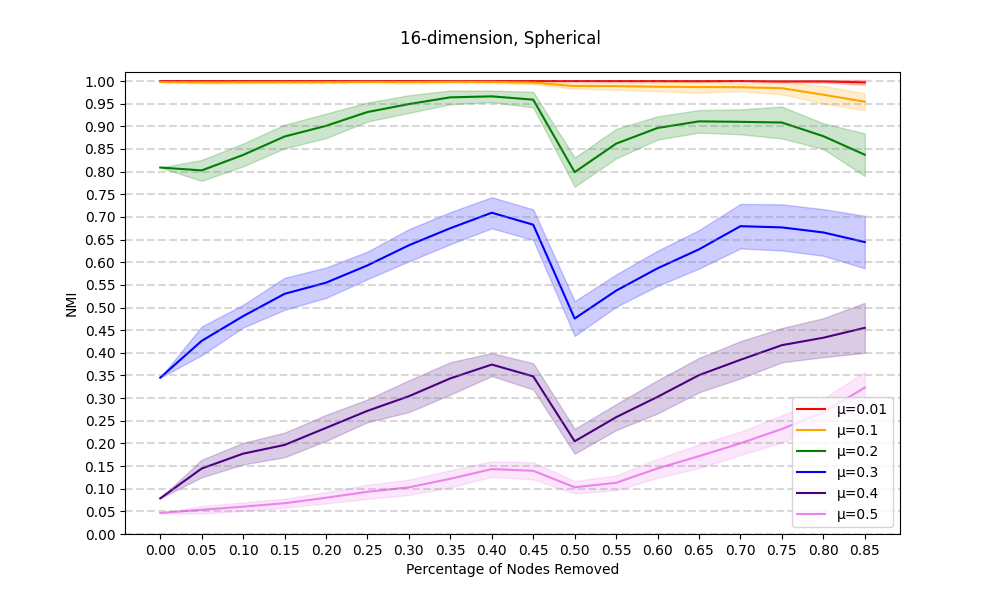 16-dimension, Spherical
1.00
0.95
0.90
0.85
0.80
0.75
0.70
0.65
0.60
0.55
0.50
0.45
0.40
0.35
0.30
0.25
0.20
0.15
0.10
0.05
0.00
NMI
μ=0.01
μ=0.1
μ=0.2
μ=0.3
μ=0.4
μ=0.5
0.00 0.05 0.10 0.15 0.20 0.25 0.30 0.35 0.40 0.45 0.50 0.55 0.60 0.65 0.70 0.75 0.80 0.85
Percentage of Nodes Removed